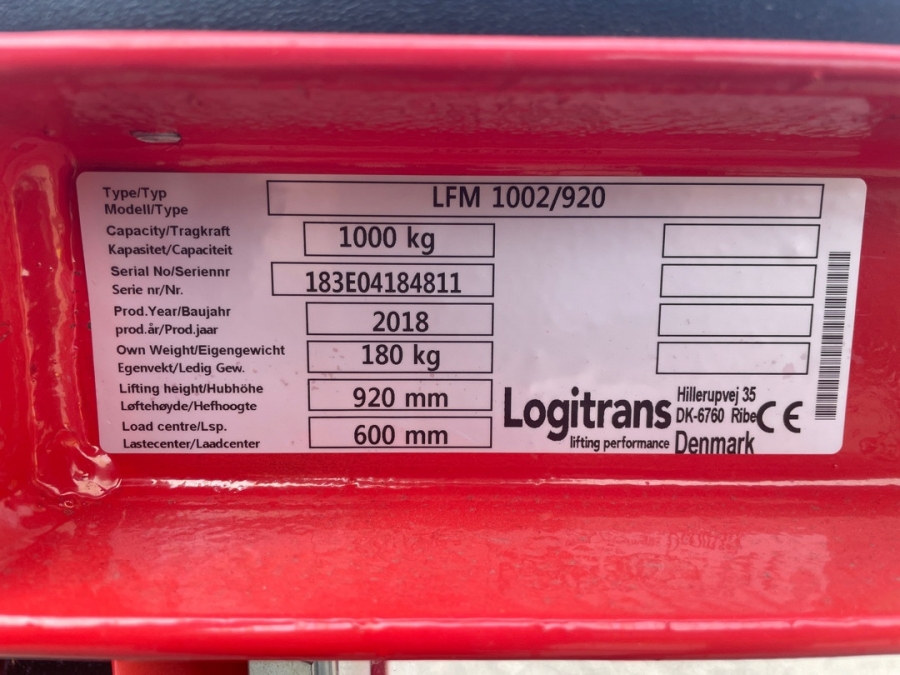 Type/Typ
Modell/Type
LFM 1002/920
Capacity/Tragkraft
Kapasitet/Capaciteit
1000 kg
Serial No/Seriennr
Serie nr/Nr.
183E04184811
Prod.Year/Baujahr
prod.år/Prod.jaar
2018
Own Weight/Eigengewicht
Egenvekt/Ledig Gew.
180 kg
Lifting height/Hubhöhe
Løftehøyde/Hefhoogte
920 mm
Load centre/Lsp.
Lastecenter/Laadcenter
600 mm
Logitrans
lifting performance
Hillerupvej 35
DK-6760 Ribe
Denmark
CE